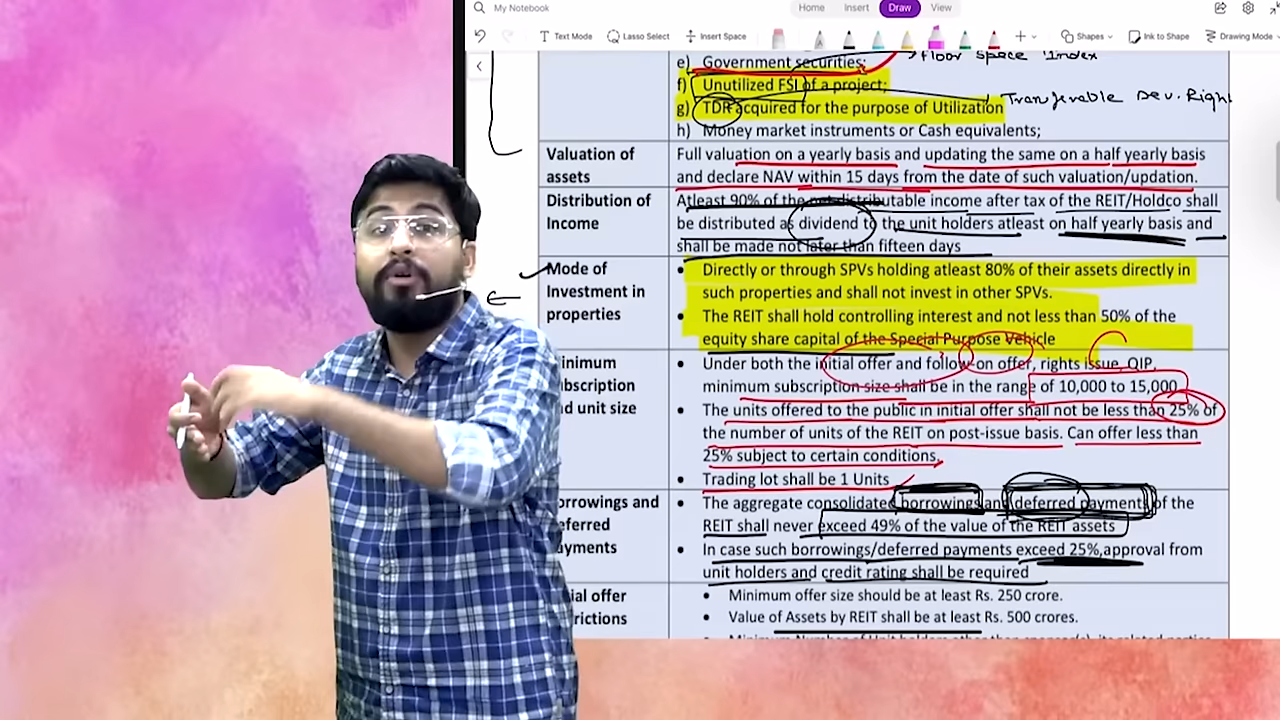 My Notebook
Home Insert Draw View
Text Mode Lasso Select Insert Space Shapes Ink to Shape Drawing Mode
e) Government securities;
floor space Index
f) Unutilized FSI of a project;
Transferable Dev. Right
g) TDR acquired for the purpose of Utilization
h) Money market instruments or Cash equivalents;
Valuation of
assets
Full valuation on a yearly basis and updating the same on a half yearly basis
and declare NAV within 15 days from the date of such valuation/updation.
Distribution of
Income
Atleast 90% of the net distributable income after tax of the REIT/Holdco shall
be distributed as dividend to the unit holders atleast on half yearly basis and
shall be made not later than fifteen days
Mode of
Investment in
properties
• Directly or through SPVs holding atleast 80% of their assets directly in
such properties and shall not invest in other SPVs.
• The REIT shall hold controlling interest and not less than 50% of the
equity share capital of the Special Purpose Vehicle
inimum
ubscription
nd unit size
• Under both the initial offer and follow-on offer, rights issue, QIP,
minimum subscription size shall be in the range of 10,000 to 15,000
• The units offered to the public in initial offer shall not be less than 25% of
the number of units of the REIT on post-issue basis. Can offer less than
25% subject to certain conditions.
• Trading lot shall be 1 Units
orrowings and
eferred
ayments
• The aggregate consolidated borrowings and deferred payments of the
REIT shall never exceed 49% of the value of the REIT assets
• In case such borrowings/deferred payments exceed 25%,approval from
unit holders and credit rating shall be required
ial offer
rictions
• Minimum offer size should be at least Rs. 250 crore.
• Value of Assets by REIT shall be at least Rs. 500 crores.